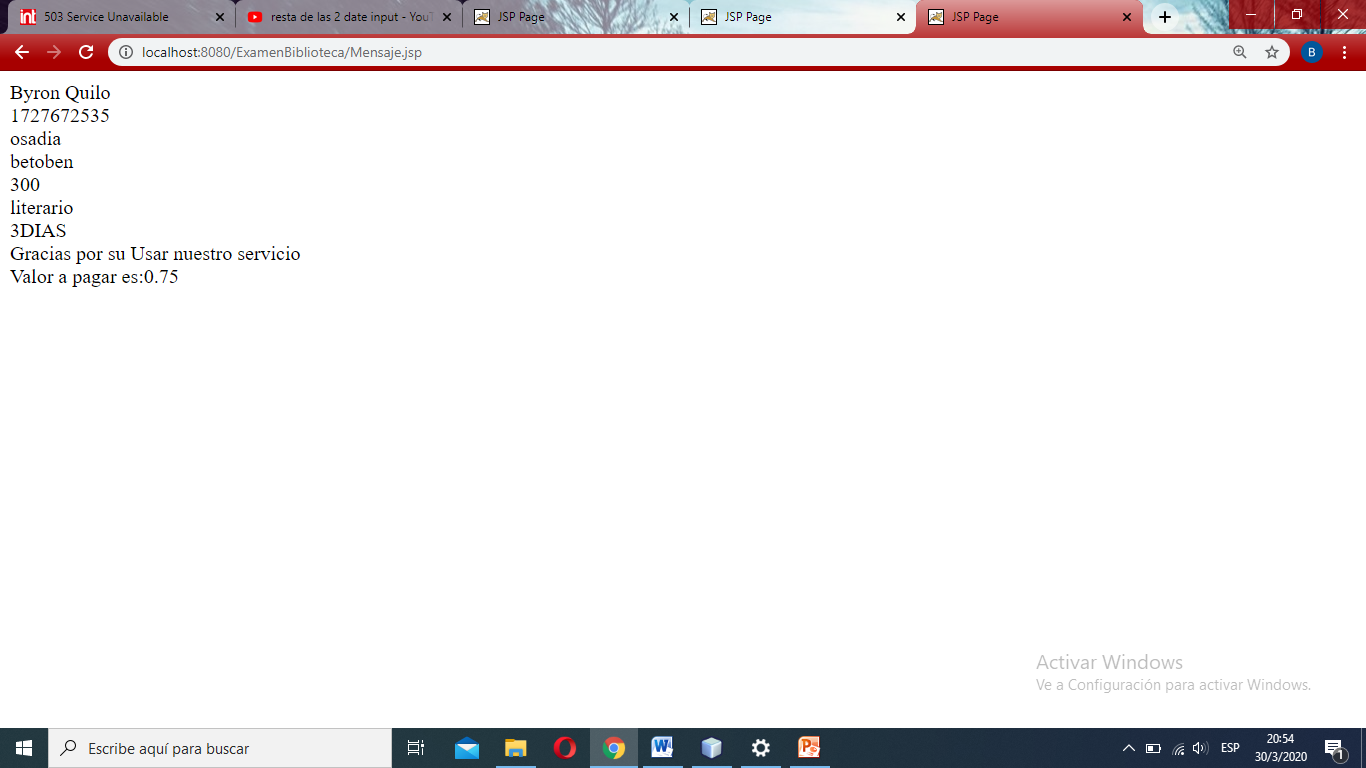 503 Service Unavailable
resta de las 2 date input - You
JSP Page
JSP Page
JSP Page
localhost:8080/ExamenBiblioteca/Mensaje.jsp
B
Byron Quilo
1727672535
osadia
betoben
300
literario
3DIAS
Gracias por su Usar nuestro servicio
Valor a pagar es:0.75
Activar Windows
Ve a Configuración para activar Windows.
Escribe aquí para buscar
ESP
20:54
30/3/2020
1